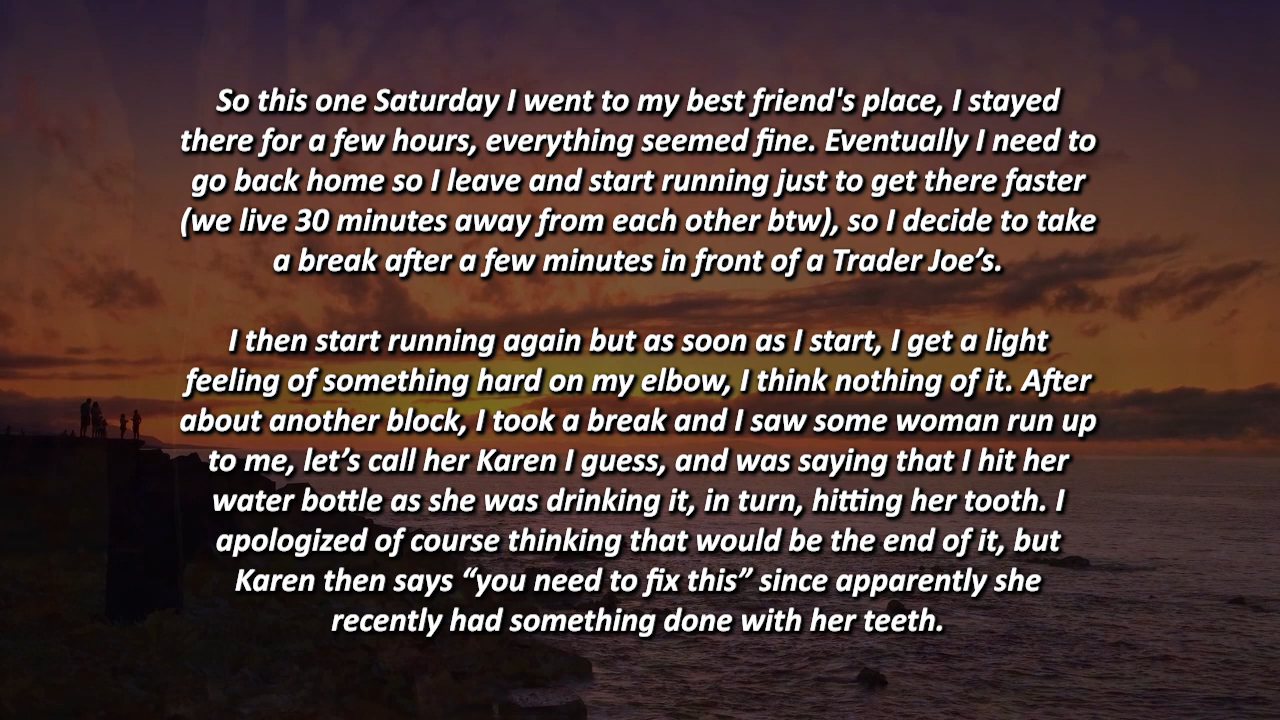 So this one Saturday I went to my best friend's place, I stayed
there for a few hours, everything seemed fine. Eventually I need to
go back home so I leave and start running just to get there faster
(we live 30 minutes away from each other btw), so I decide to take
a break after a few minutes in front of a Trader Joe’s.
I then start running again but as soon as I start, I get a light
feeling of something hard on my elbow, I think nothing of it. After
about another block, I took a break and I saw some woman run up
to me, let’s call her Karen I guess, and was saying that I hit her
water bottle as she was drinking it, in turn, hitting her tooth. I
apologized of course thinking that would be the end of it, but
Karen then says “you need to fix this” since apparently she
recently had something done with her teeth.